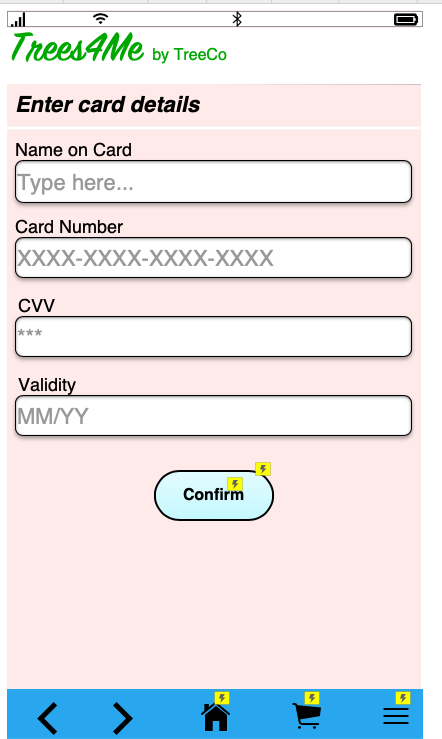 Trees4Me by TreeCo
Enter card details
Name on Card
Type here...
Card Number
XXXX-XXXX-XXXX-XXXX
CVV
***
Validity
MM/YY
Confirm